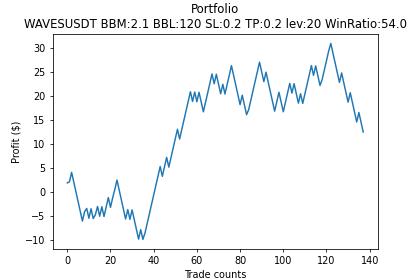 Portfolio
WAVESUSDT BBM:2.1 BBL:120 SL:0.2 TP:0.2 lev:20 WinRatio:54.0
Profit ($)
30
25
20
15
10
5
0
−5
−10
0 20 40 60 80 100 120 140
Trade counts